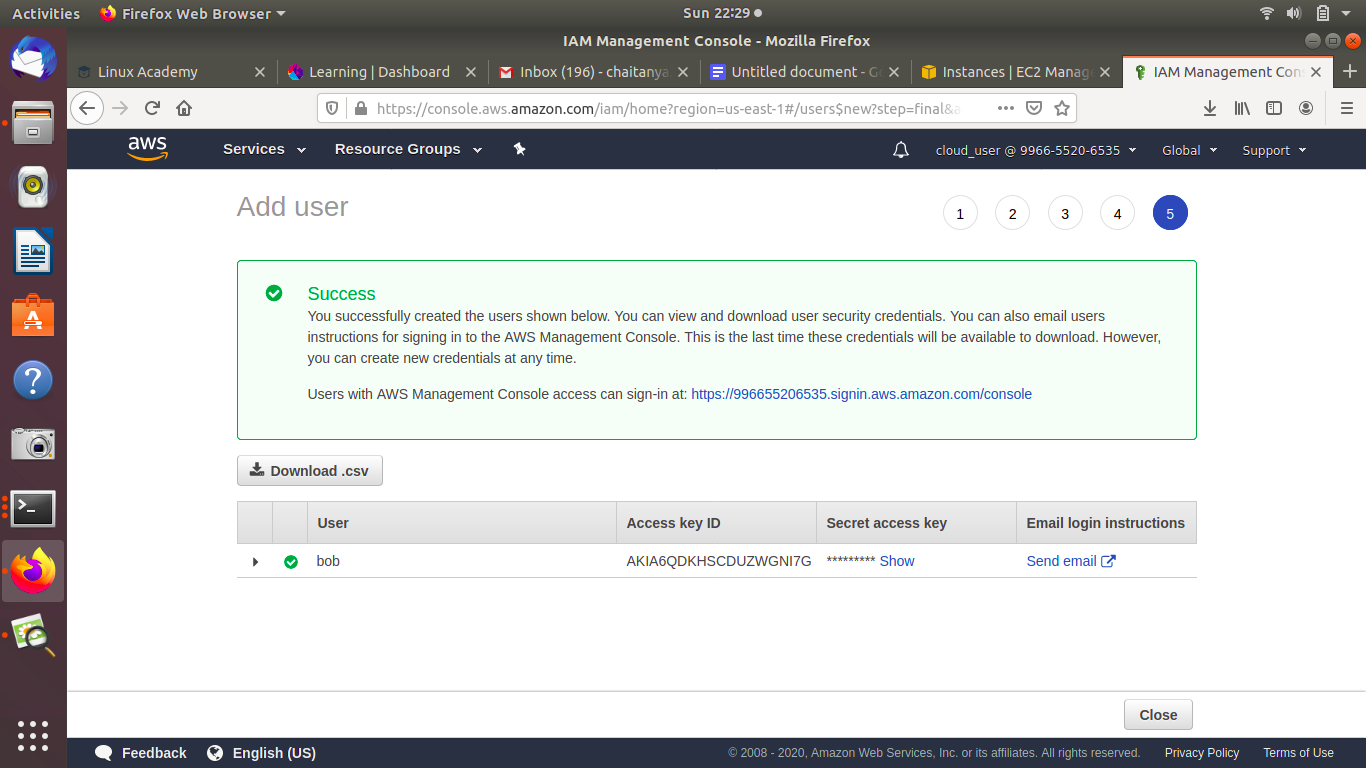 Activities Firefox Web Browser Sun 22:29
IAM Management Console - Mozilla Firefox
Linux Academy Learning | Dashboard Inbox (196) - chaitanya Untitled document - G Instances | EC2 Manag IAM Management Con
https://console.aws.amazon.com/iam/home?region=us-east-1#/users$new?step=final&a
aws Services Resource Groups cloud_user @ 9966-5520-6535 Global Support
Add user 1 2 3 4 5
Success
You successfully created the users shown below. You can view and download user security credentials. You can also email users
instructions for signing in to the AWS Management Console. This is the last time these credentials will be available to download. However,
you can create new credentials at any time.
Users with AWS Management Console access can sign-in at: https://996655206535.signin.aws.amazon.com/console
Download .csv
User Access key ID Secret access key Email login instructions
bob AKIA6QDKHSCDUZWGNI7G ********* Show Send email
Close
Feedback English (US) © 2008 - 2020, Amazon Web Services, Inc. or its affiliates. All rights reserved. Privacy Policy Terms of Use